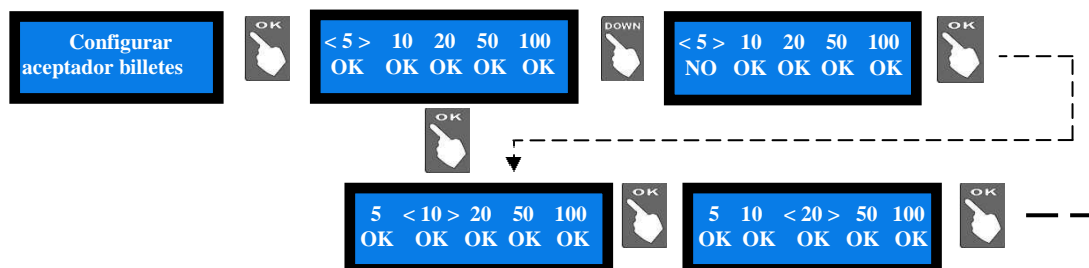 Configurar
aceptador billetes
OK
< 5 > 10 20 50 100
OK OK OK OK OK
DOWN
< 5 > 10 20 50 100
NO OK OK OK OK
OK
OK
5 < 10 > 20 50 100
OK OK OK OK OK
OK
5 10 < 20 > 50 100
OK OK OK OK OK
OK